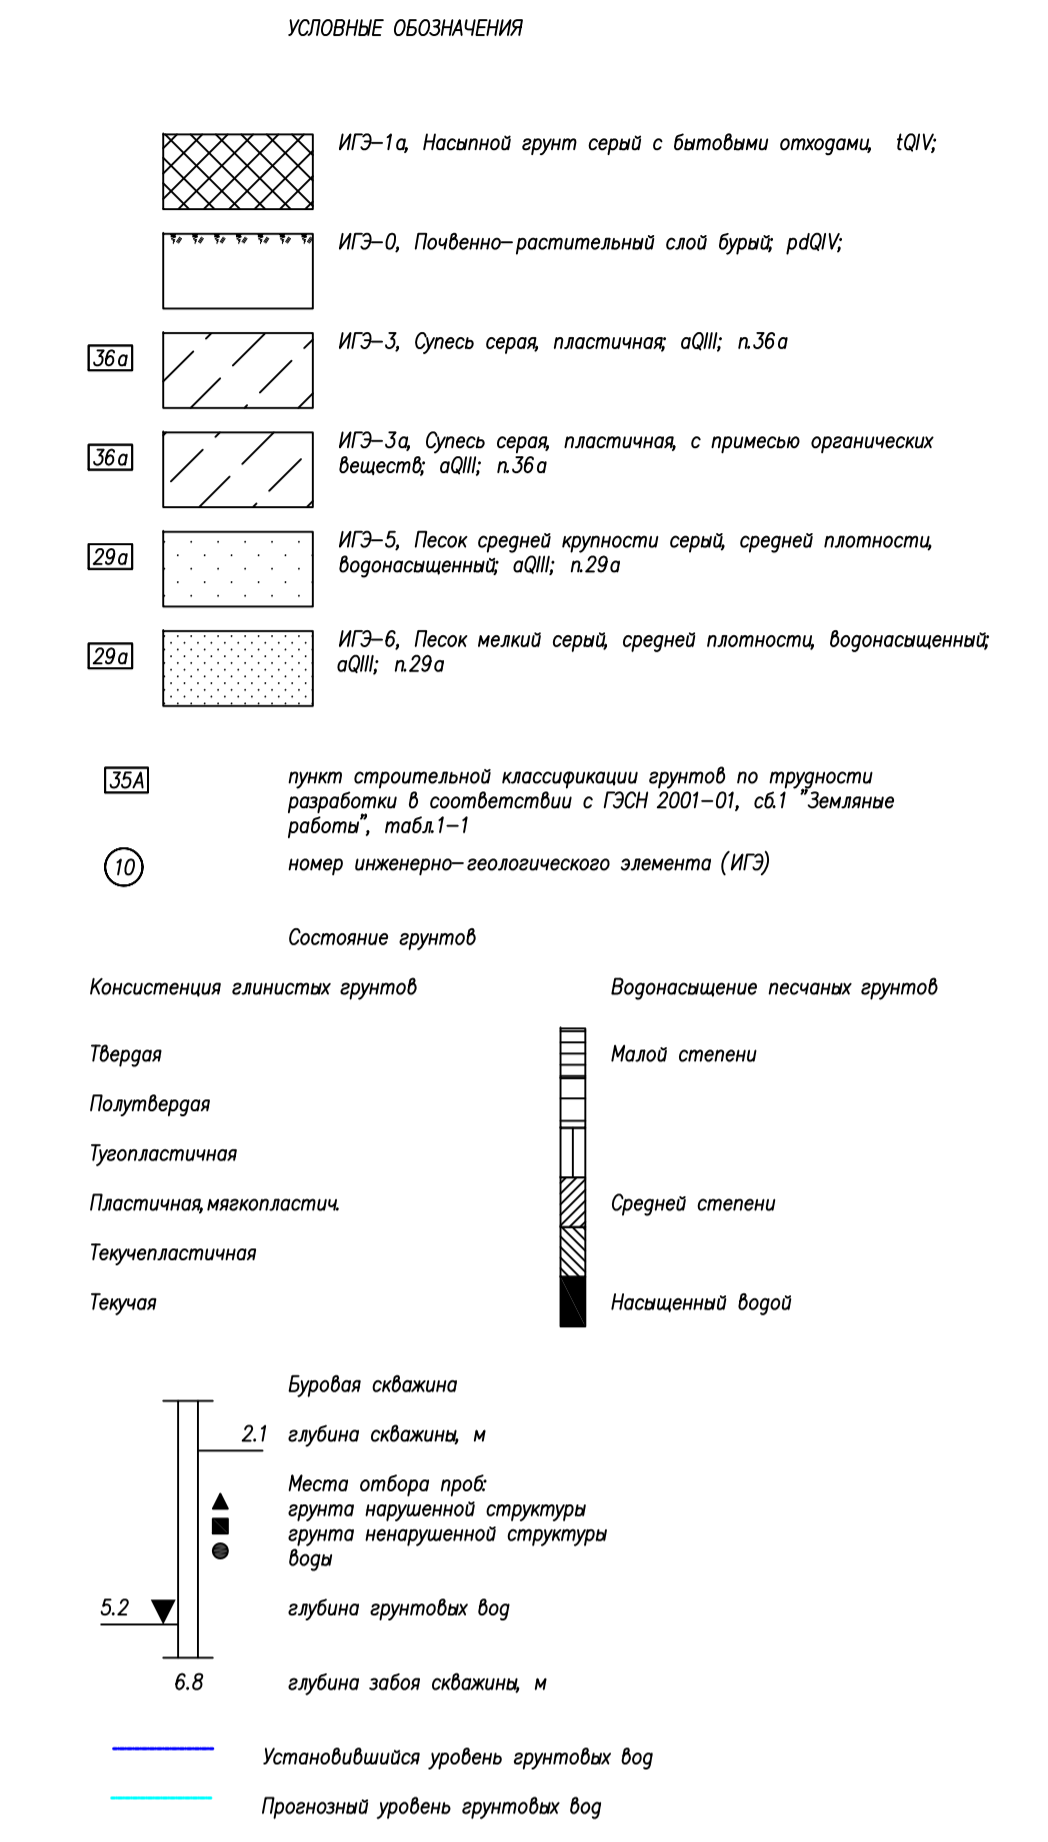 УСЛОВНЫЕ ОБОЗНАЧЕНИЯ
ИГЭ-1а, Насыпной грунт серый с бытовыми отходами, tQIV;
ИГЭ-0, Почвенно-растительный слой бурый; pdQIV;
36а
ИГЭ-3, Супесь серая, пластичная; aQIII; п.36а
36а
ИГЭ-3а, Супесь серая, пластичная, с примесью органических
веществ; aQIII; п.36а
29а
ИГЭ-5, Песок средней крупности серый, средней плотности,
водонасыщенный; aQIII; п.29а
29а
ИГЭ-6, Песок мелкий серый, средней плотности, водонасыщенный;
aQIII; п.29а
35А
пункт строительной классификации грунтов по трудности
разработки в соответствии с ГЭСН 2001-01, сб.1 "Земляные
работы", табл.1-1
10
номер инженерно-геологического элемента (ИГЭ)
Состояние грунтов
Консистенция глинистых грунтов
Водонасыщение песчаных грунтов
Твердая
Малой степени
Полутвердая
Тугопластичная
Пластичная,мягкопластич.
Средней степени
Текучепластичная
Текучая
Насыщенный водой
Буровая скважина
2.1 глубина скважины, м
Места отбора проб:
грунта нарушенной структуры
грунта ненарушенной структуры
воды
5.2
глубина грунтовых вод
6.8
глубина забоя скважины, м
Установившийся уровень грунтовых вод
Прогнозный уровень грунтовых вод